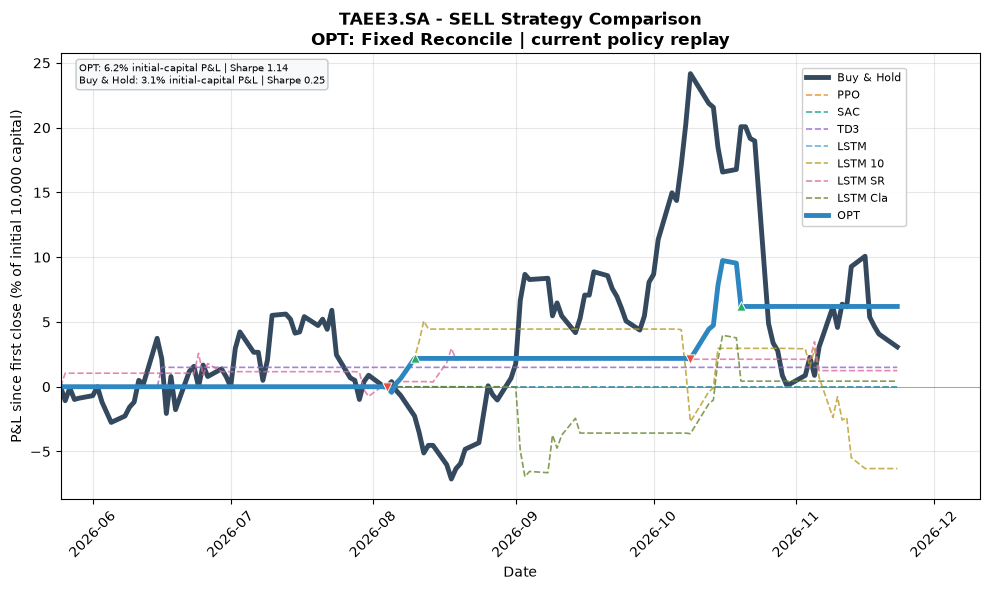 TAEE3.SA - SELL Strategy Comparison
OPT: Fixed Reconcile | current policy replay
OPT: 6.2% initial-capital P&L | Sharpe 1.14
Buy & Hold: 3.1% initial-capital P&L | Sharpe 0.25
Buy & Hold
PPO
SAC
TD3
LSTM
LSTM 10
LSTM SR
LSTM Cla
OPT
P&L since first close (% of initial 10,000 capital)
25
20
15
10
5
0
−5
2026-06
2026-07
2026-08
2026-09
2026-10
2026-11
2026-12
Date